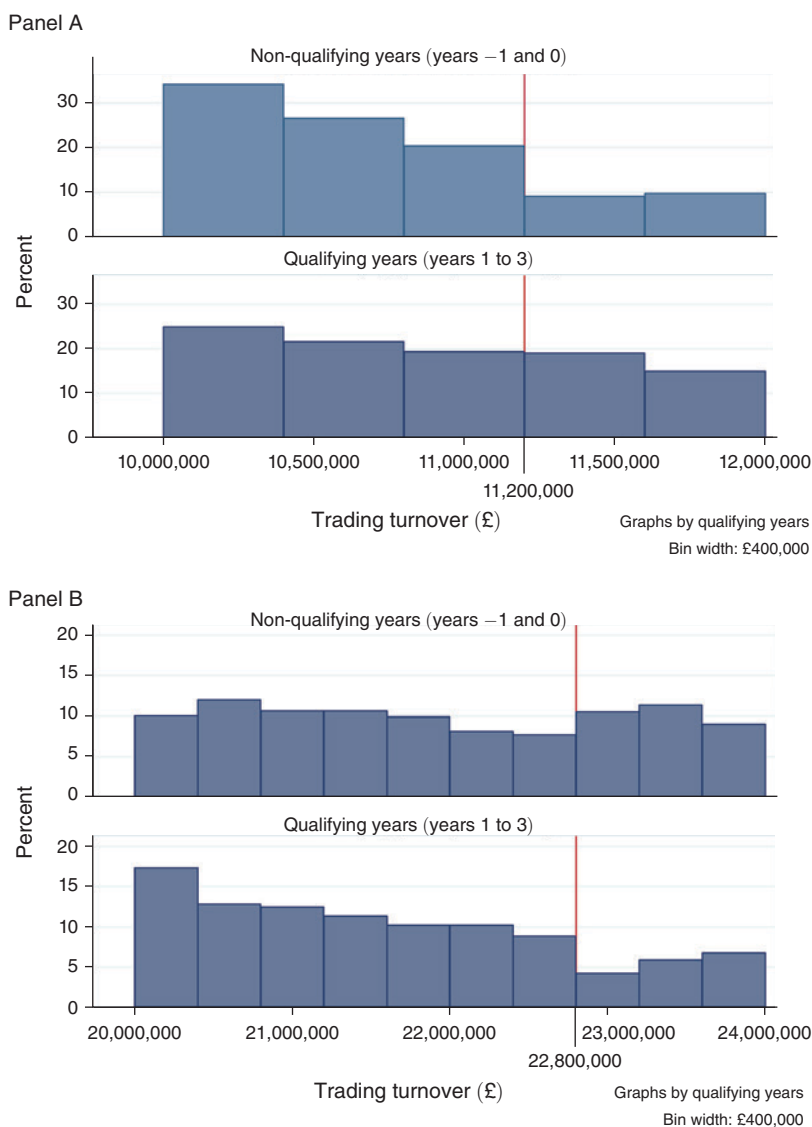 Panel A
Non-qualifying years (years −1 and 0)
30
20
10
0
Qualifying years (years 1 to 3)
30
20
10
0
Percent
10,000,000 10,500,000 11,000,000 11,500,000 12,000,000
11,200,000
Trading turnover (£)
Graphs by qualifying years
Bin width: £400,000
Panel B
Non-qualifying years (years −1 and 0)
20
15
10
5
0
Qualifying years (years 1 to 3)
20
15
10
5
0
Percent
20,000,000 21,000,000 22,000,000 23,000,000 24,000,000
22,800,000
Trading turnover (£)
Graphs by qualifying years
Bin width: £400,000